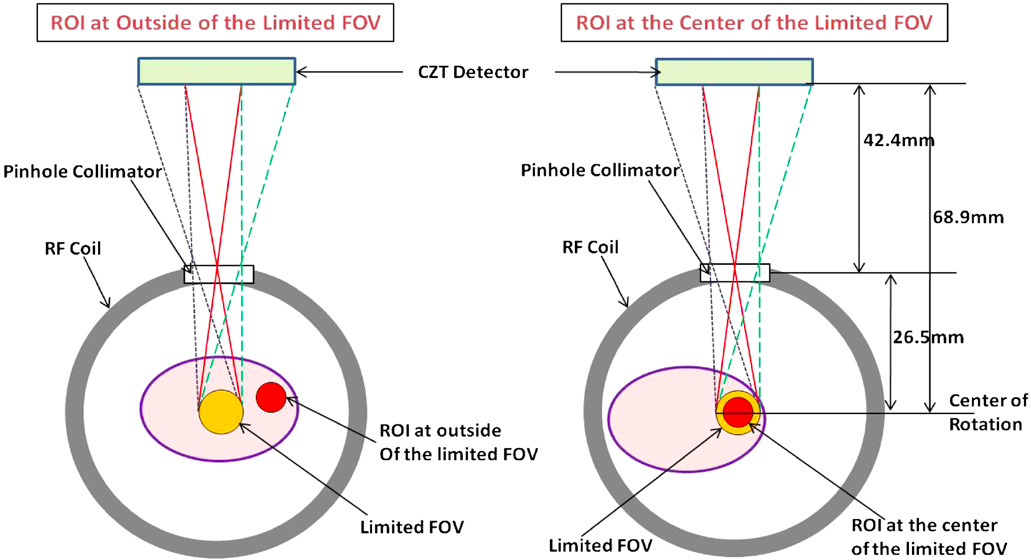 ROI at Outside of the Limited FOV
ROI at the Center of the Limited FOV
CZT Detector
42.4mm
Pinhole Collimator
Pinhole Collimator
68.9mm
RF Coil
RF Coil
26.5mm
Center of
Rotation
ROI at outside
Of the limited FOV
Limited FOV
Limited FOV
ROI at the center
of the limited FOV